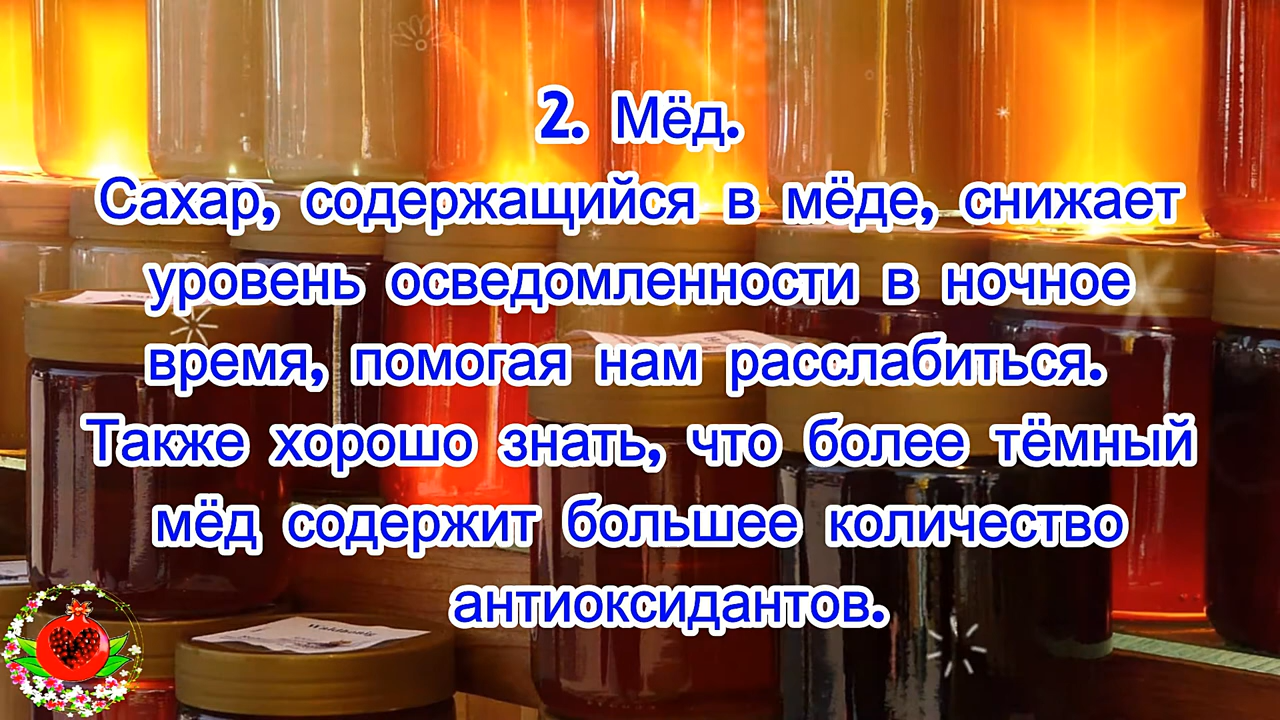 2. Мёд.
Сахар, содержащийся в мёде, снижает
уровень осведомленности в ночное
время, помогая нам расслабиться.
Также хорошо знать, что более тёмный
мёд содержит большее количество
антиоксидантов.
Waldhonig